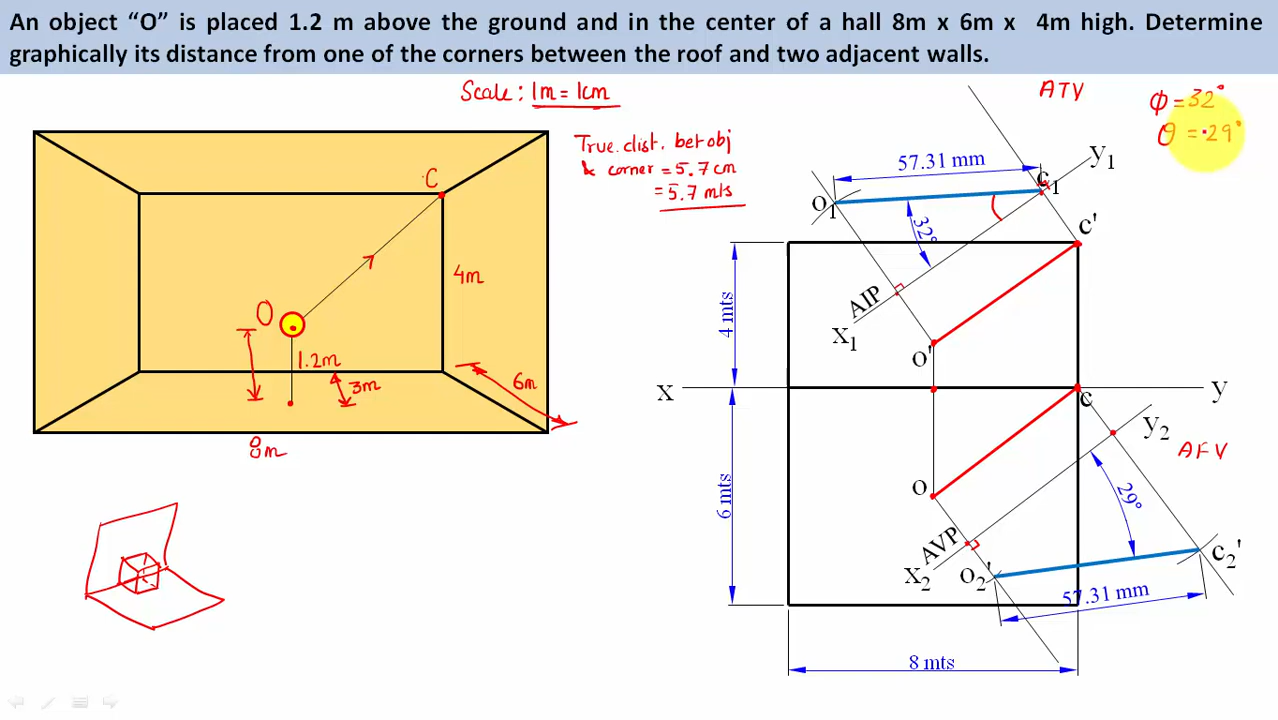 An object “O” is placed 1.2 m above the ground and in the center of a hall 8m x 6m x 4m high. Determine
graphically its distance from one of the corners between the roof and two adjacent walls.
Scale: 1m = 1cm
ATV
φ = 32°
θ = 29°
True dist. bet obj
& corner = 5.7 cm
= 5.7 mts
C
O
4m
1.2m
3m
6m
8m
57.31 mm
O1
C1
Y1
32°
c'
AIP
X1
4 mts
o'
X
y
c
Y2
AFV
6 mts
o
29°
AVP
X2
O2'
C2'
57.31 mm
8 mts